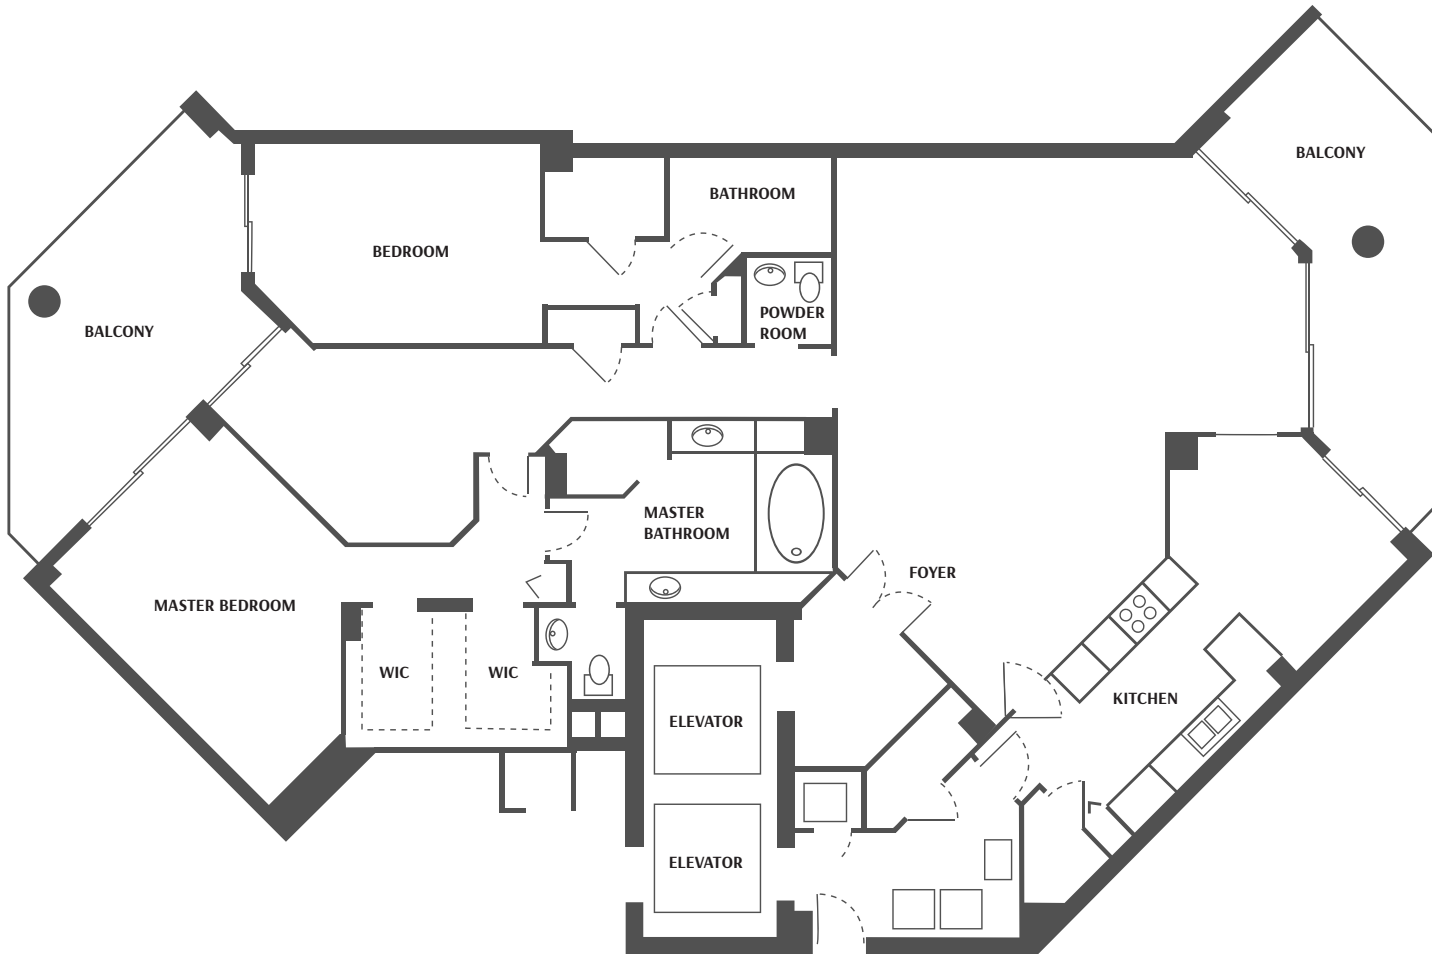 BALCONY
BATHROOM
BEDROOM
POWDER
ROOM
BALCONY
MASTER
BATHROOM
FOYER
MASTER BEDROOM
WIC
WIC
KITCHEN
ELEVATOR
ELEVATOR